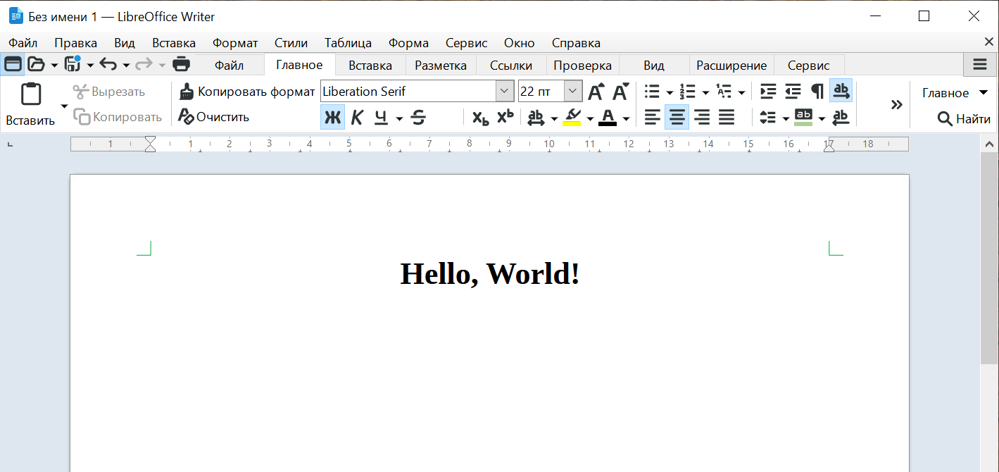 Без имени 1 — LibreOffice Writer
Файл Правка Вид Вставка Формат Стили Таблица Форма Сервис Окно Справка
Файл Главное Вставка Разметка Ссылки Проверка Вид Расширение Сервис
Вырезать Копировать формат Liberation Serif 22 пт Главное
Вставить Копировать Очистить Ж К Ч Найти
1 1 2 3 4 5 6 7 8 9 10 11 12 13 14 15 16 17 18
Hello, World!